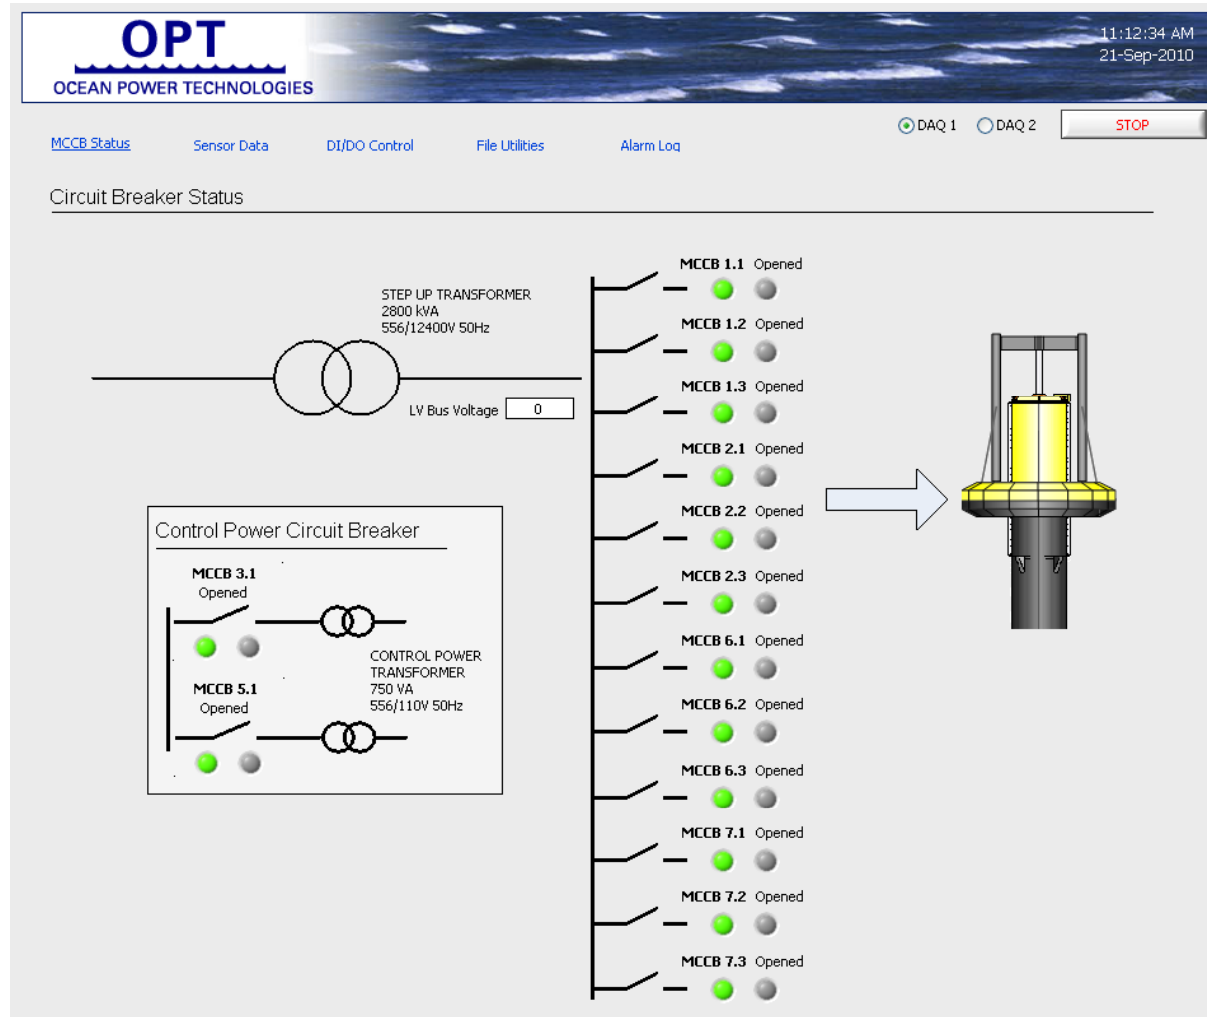 OPT
OCEAN POWER TECHNOLOGIES
11:12:34 AM
21-Sep-2010
DAQ 1 DAQ 2 STOP
MCCB Status Sensor Data DI/DO Control File Utilities Alarm Log
Circuit Breaker Status
STEP UP TRANSFORMER
2800 kVA
556/12400V 50Hz
LV Bus Voltage 0
Control Power Circuit Breaker
MCCB 3.1
Opened
CONTROL POWER
TRANSFORMER
750 VA
556/110V 50Hz
MCCB 5.1
Opened
MCCB 1.1 Opened
MCCB 1.2 Opened
MCCB 1.3 Opened
MCCB 2.1 Opened
MCCB 2.2 Opened
MCCB 2.3 Opened
MCCB 6.1 Opened
MCCB 6.2 Opened
MCCB 6.3 Opened
MCCB 7.1 Opened
MCCB 7.2 Opened
MCCB 7.3 Opened